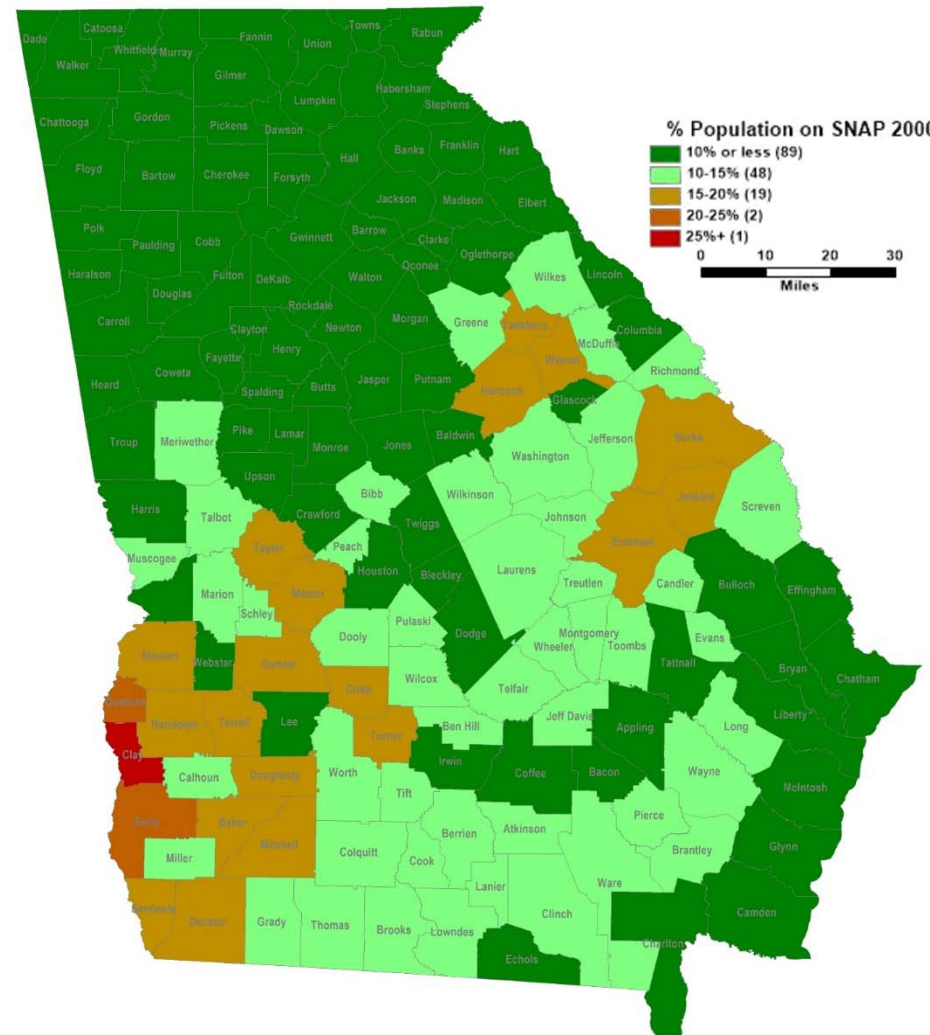 Towns
Rabun
Fannin
Union
Catoosa
Dade
Whitfield
Murray
Walker
Gilmer
Habersham
Lumpkin
Stephens
Chattooga
Gordon
Pickens
Dawson
Banks
Franklin
Hart
Hall
Floyd
Bartow
Cherokee
Forsyth
Jackson
Madison
Elbert
Polk
Paulding
Cobb
Gwinnett
Barrow
Clarke
Oglethorpe
Haralson
Fulton
DeKalb
Walton
Oconee
Wilkes
Lincoln
Douglas
Rockdale
Carroll
Clayton
Newton
Morgan
Greene
Taliaferro
Columbia
McDuffie
Fayette
Henry
Warren
Heard
Coweta
Spalding
Butts
Jasper
Putnam
Hancock
Richmond
Glascock
Troup
Meriwether
Pike
Lamar
Monroe
Jones
Baldwin
Jefferson
Burke
Washington
Upson
Harris
Talbot
Bibb
Wilkinson
Jenkins
Screven
Crawford
Twiggs
Johnson
Taylor
Peach
Emanuel
Muscogee
Houston
Bleckley
Laurens
Marion
Macon
Treutlen
Candler
Bulloch
Effingham
Schley
Pulaski
Dooly
Dodge
Montgomery
Wheeler
Toombs
Evans
Stewart
Webster
Sumter
Tattnall
Bryan
Chatham
Wilcox
Telfair
Quitman
Crisp
Liberty
Randolph
Terrell
Lee
Ben Hill
Jeff Davis
Appling
Long
Turner
Clay
Irwin
Coffee
Bacon
Wayne
Calhoun
Dougherty
Worth
McIntosh
Tift
Early
Baker
Pierce
Berrien
Atkinson
Mitchell
Colquitt
Cook
Brantley
Glynn
Miller
Lanier
Ware
Seminole
Decatur
Grady
Thomas
Brooks
Lowndes
Clinch
Camden
Charlton
Echols
% Population on SNAP 2000
10% or less (89)
10-15% (48)
15-20% (19)
20-25% (2)
25%+ (1)
0 10 20 30
Miles